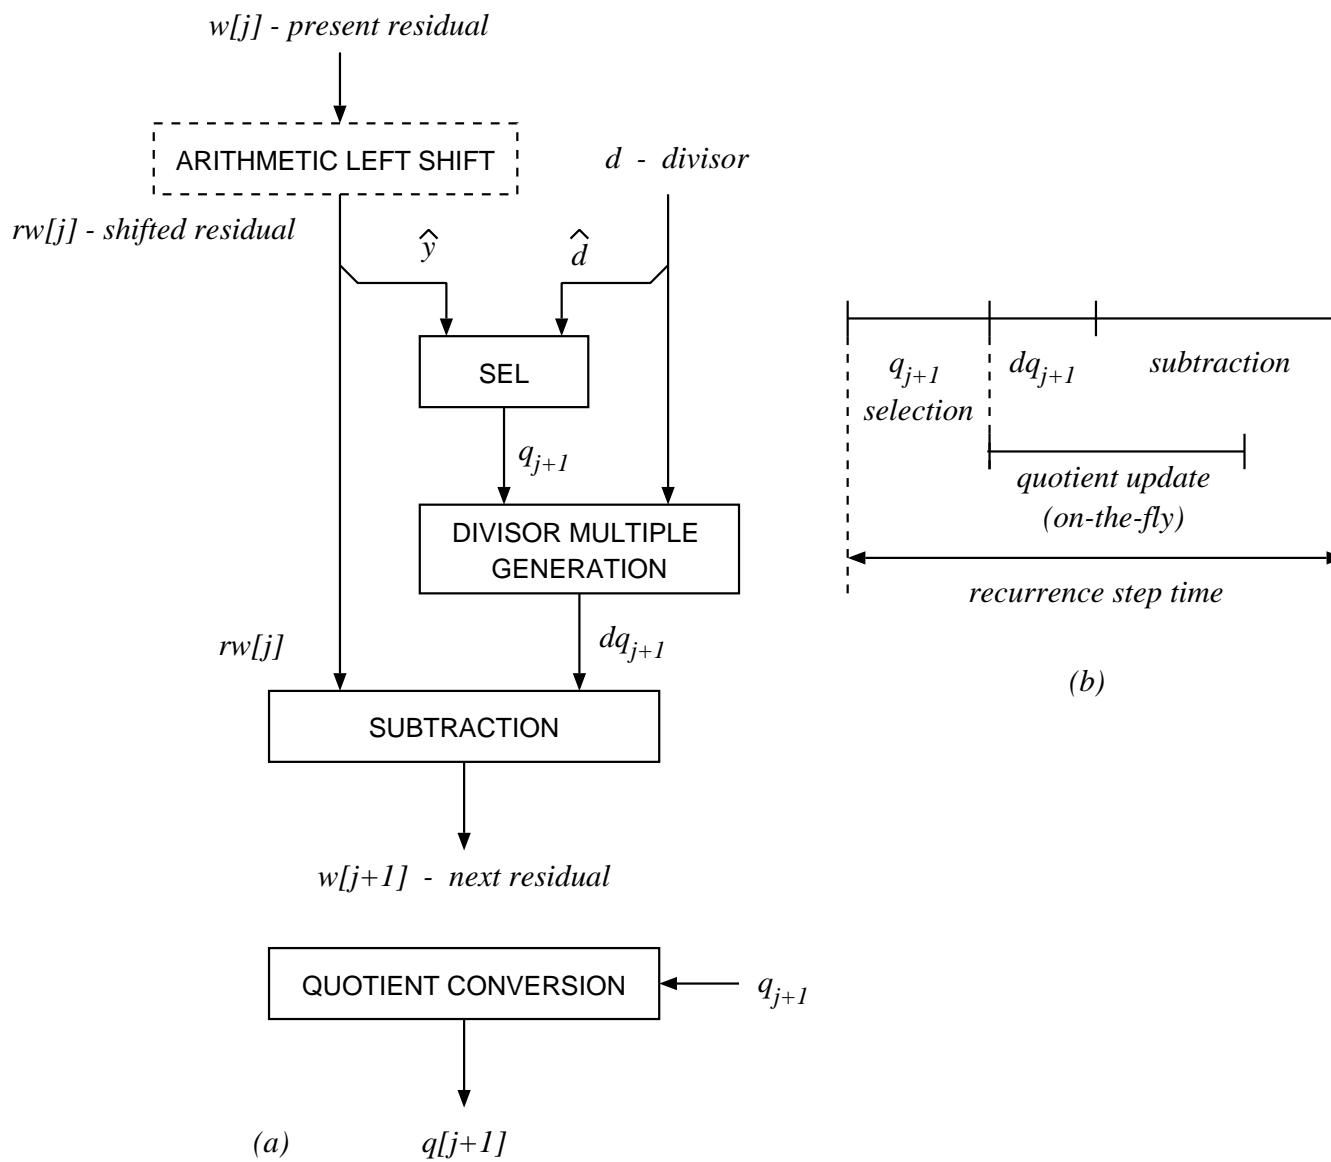 w[j] - present residual
ARITHMETIC LEFT SHIFT
d - divisor
rw[j] - shifted residual
ŷ
d̂
SEL
q_{j+1}
DIVISOR MULTIPLE
GENERATION
rw[j]
dq_{j+1}
SUBTRACTION
w[j+1] - next residual
QUOTIENT CONVERSION
q_{j+1}
(a)
q[j+1]
q_{j+1}
selection
dq_{j+1}
subtraction
quotient update
(on-the-fly)
recurrence step time
(b)